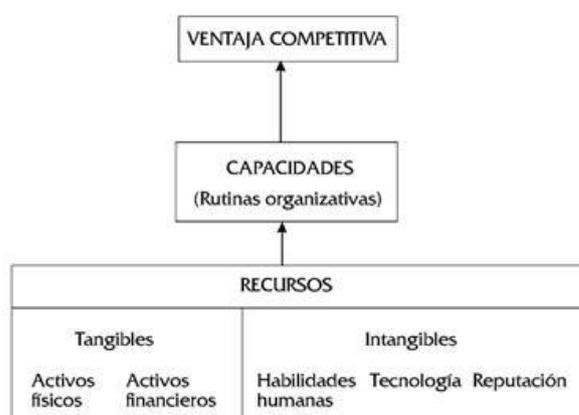 VENTAJA COMPETITIVA
CAPACIDADES
(Rutinas organizativas)
RECURSOS
Tangibles
Activos físicos
Activos financieros
Intangibles
Habilidades humanas
Tecnología
Reputación